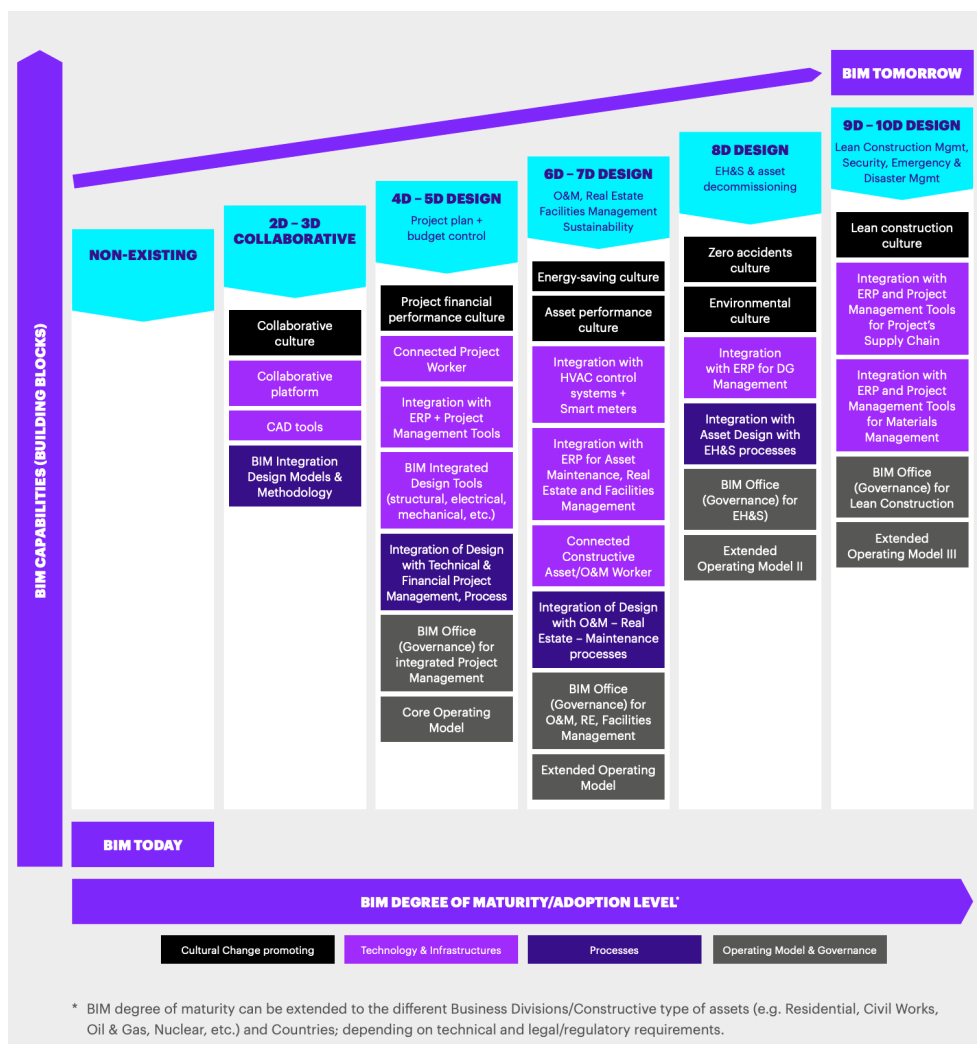 BIM TOMORROW
BIM CAPABILITIES (BUILDING BLOCKS)
NON-EXISTING
2D – 3D
COLLABORATIVE
Collaborative
culture
Collaborative
platform
CAD tools
BIM Integration
Design Models &
Methodology
4D – 5D DESIGN
Project plan +
budget control
Project financial
performance culture
Connected Project
Worker
Integration with
ERP + Project
Management Tools
BIM Integrated
Design Tools
(structural, electrical,
mechanical, etc.)
Integration of Design
with Technical &
Financial Project
Management, Process
BIM Office
(Governance) for
integrated Project
Management
Core Operating
Model
6D – 7D DESIGN
O&M, Real Estate
Facilities Management
Sustainability
Energy-saving culture
Asset performance
culture
Integration with
HVAC control
systems +
Smart meters
Integration with
ERP for Asset
Maintenance, Real
Estate and Facilities
Management
Connected
Constructive
Asset/O&M Worker
Integration of Design
with O&M – Real
Estate – Maintenance
processes
BIM Office
(Governance) for
O&M, RE, Facilities
Management
Extended Operating
Model
8D DESIGN
EH&S & asset
decommissioning
Zero accidents
culture
Environmental
culture
Integration
with ERP for DG
Management
Integration with
Asset Design with
EH&S processes
BIM Office
(Governance) for
EH&S)
Extended
Operating Model II
9D – 10D DESIGN
Lean Construction Mgmt,
Security, Emergency &
Disaster Mgmt
Lean construction
culture
Integration with
ERP and Project
Management Tools
for Project's
Supply Chain
Integration with
ERP and Project
Management Tools
for Materials
Management
BIM Office
(Governance) for
Lean Construction
Extended
Operating Model III
BIM TODAY
BIM DEGREE OF MATURITY/ADOPTION LEVEL*
Cultural Change promoting
Technology & Infrastructures
Processes
Operating Model & Governance
* BIM degree of maturity can be extended to the different Business Divisions/Constructive type of assets (e.g. Residential, Civil Works,
Oil & Gas, Nuclear, etc.) and Countries; depending on technical and legal/regulatory requirements.